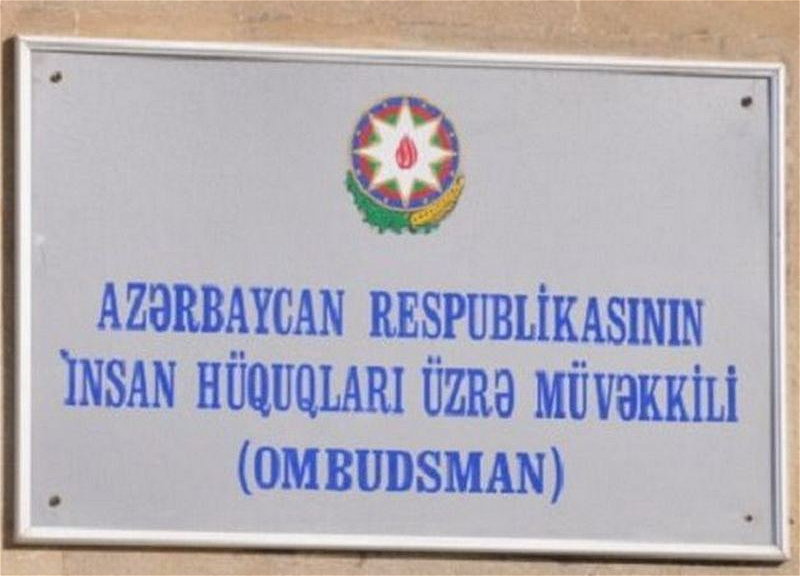 AZƏRBAYCAN RESPUBLİKASININ
İNSAN HÜQUQLARI ÜZRƏ MÜVƏKKİLİ
(OMBUDSMAN)